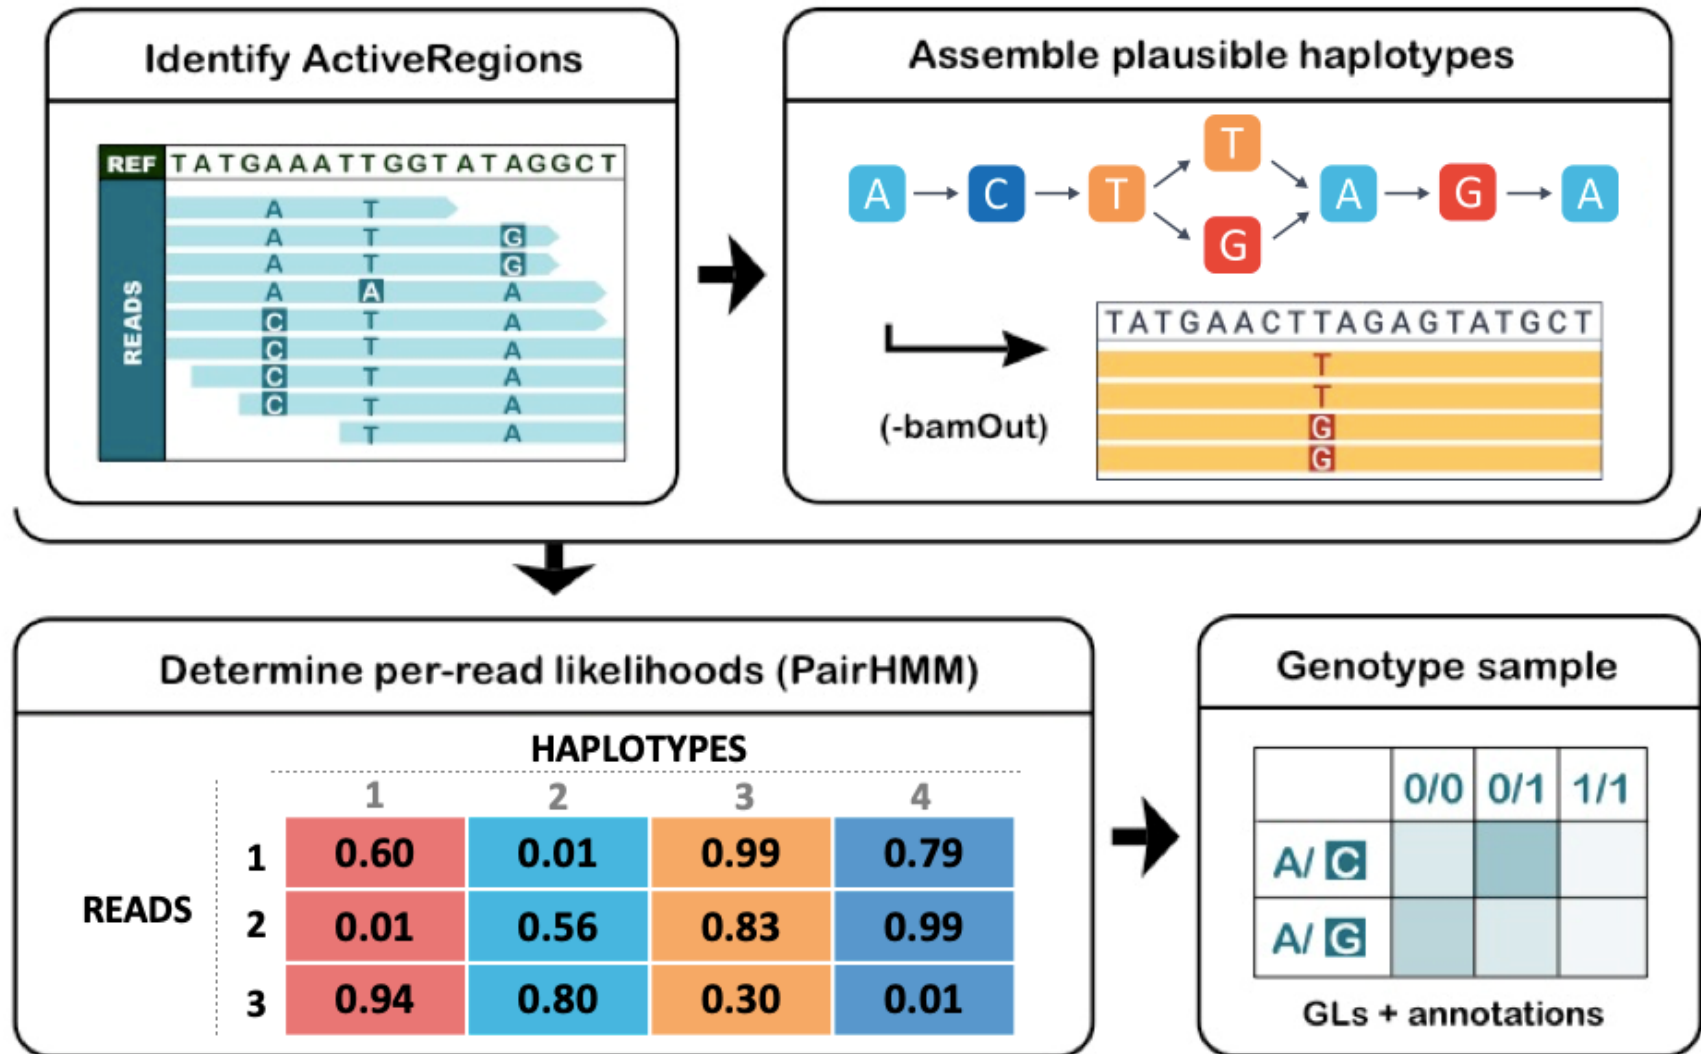 Identify ActiveRegions
REF TATGAAATTGGTATAGGCT
READS
A T
A T G
A T G
A A A
C T A
C T A
C T A
C T A
T A
Assemble plausible haplotypes
A C T T G A G A
(-bamOut)
TATGAACTTAGAGTATGCT
T
T
G
G
Determine per-read likelihoods (PairHMM)
HAPLOTYPES
1 2 3 4
READS
1 0.60 0.01 0.99 0.79
2 0.01 0.56 0.83 0.99
3 0.94 0.80 0.30 0.01
Genotype sample
0/0 0/1 1/1
A/ C
A/ G
GLs + annotations